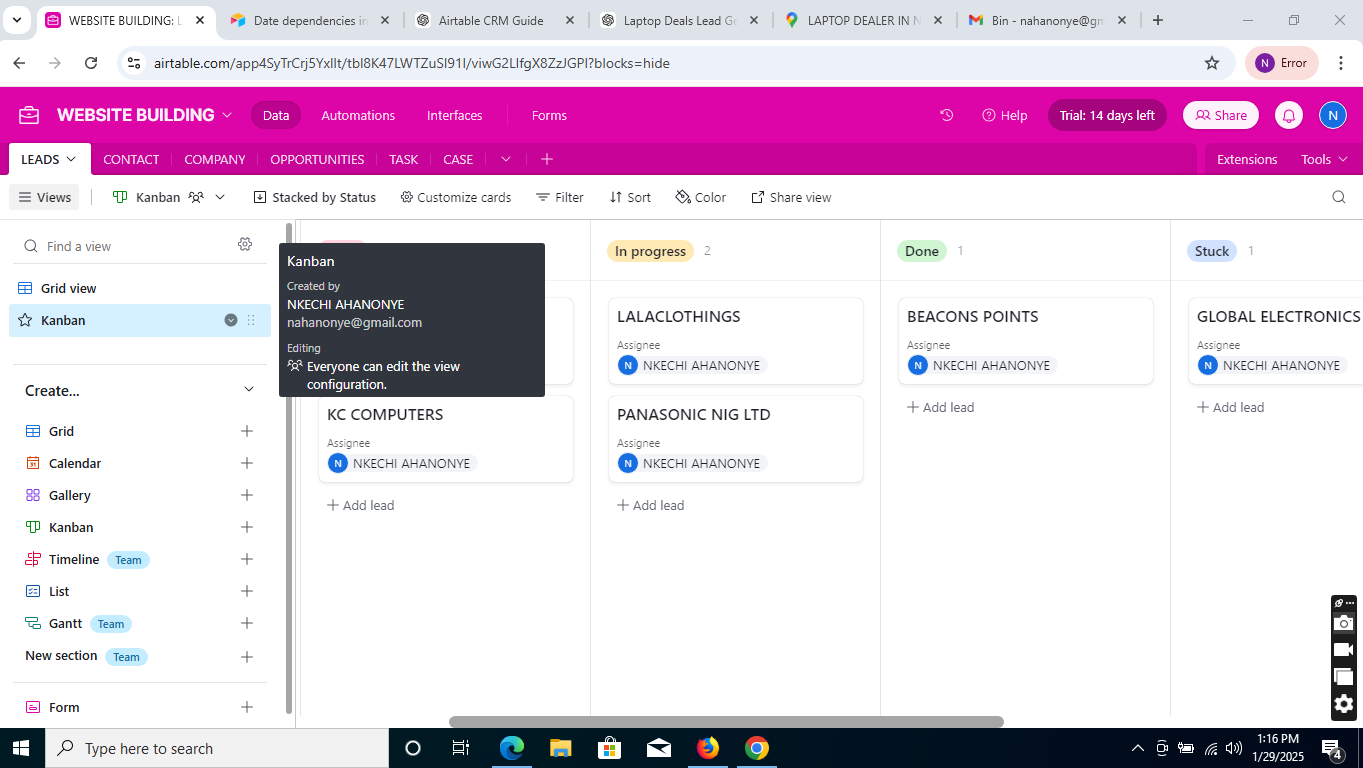 WEBSITE BUILDING: L
Date dependencies in
Airtable CRM Guide
Laptop Deals Lead Ge
LAPTOP DEALER IN N
Bin - nahanonye@gm
airtable.com/app4SyTrCrj5YxIlt/tbl8K47LWTZuSI91I/viwG2LIfgX8ZzJGPI?blocks=hide
N Error
WEBSITE BUILDING
Data
Automations
Interfaces
Forms
Help
Trial: 14 days left
Share
N
LEADS
CONTACT
COMPANY
OPPORTUNITIES
TASK
CASE
Extensions
Tools
Views
Kanban
Stacked by Status
Customize cards
Filter
Sort
Color
Share view
Find a view
Grid view
Kanban
Create...
Grid
Calendar
Gallery
Kanban
Timeline Team
List
Gantt Team
New section Team
Form
Kanban
Created by
NKECHI AHANONYE
nahanonye@gmail.com
Editing
Everyone can edit the view
configuration.
KC COMPUTERS
Assignee
N NKECHI AHANONYE
Add lead
In progress 2
LALACLOTHINGS
Assignee
N NKECHI AHANONYE
PANASONIC NIG LTD
Assignee
N NKECHI AHANONYE
Add lead
Done 1
BEACONS POINTS
Assignee
N NKECHI AHANONYE
Add lead
Stuck 1
GLOBAL ELECTRONICS
Assignee
N NKECHI AHANONYE
Add lead
Type here to search
1:16 PM
1/29/2025
4